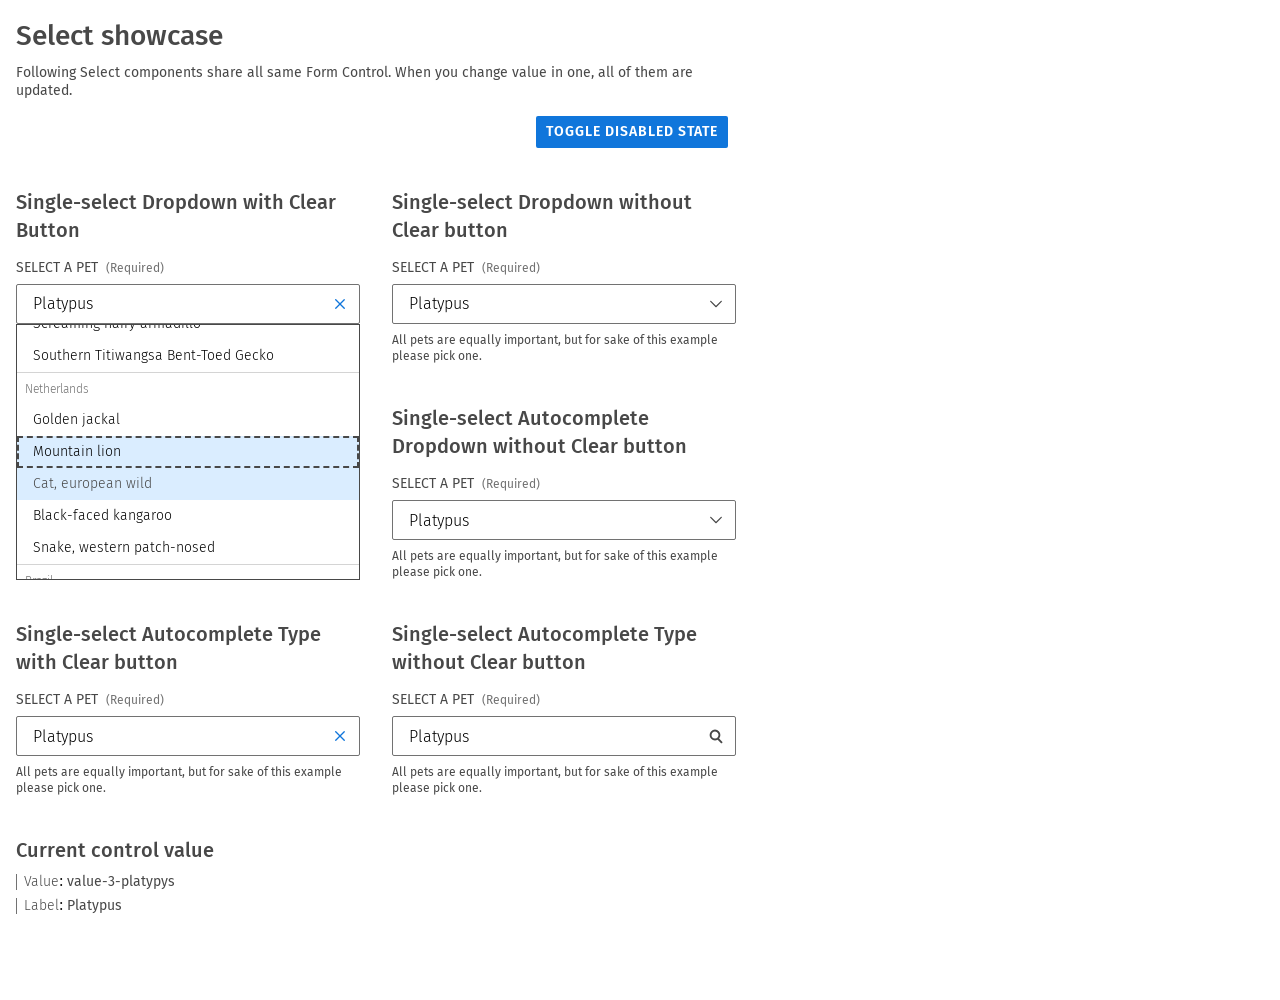 Select showcase
Following Select components share all same Form Control. When you change value in one, all of them are
updated.
TOGGLE DISABLED STATE
Single-select Dropdown with Clear
Button
SELECT A PET (Required)
Platypus
Screaming hairy armadillo
Southern Titiwangsa Bent-Toed Gecko
Netherlands
Golden jackal
Mountain lion
Cat, european wild
Black-faced kangaroo
Snake, western patch-nosed
Brazil
Single-select Dropdown without
Clear button
SELECT A PET (Required)
Platypus
All pets are equally important, but for sake of this example
please pick one.
Single-select Autocomplete
Dropdown without Clear button
SELECT A PET (Required)
Platypus
All pets are equally important, but for sake of this example
please pick one.
Single-select Autocomplete Type
with Clear button
SELECT A PET (Required)
Platypus
All pets are equally important, but for sake of this example
please pick one.
Single-select Autocomplete Type
without Clear button
SELECT A PET (Required)
Platypus
All pets are equally important, but for sake of this example
please pick one.
Current control value
Value: value-3-platypys
Label: Platypus